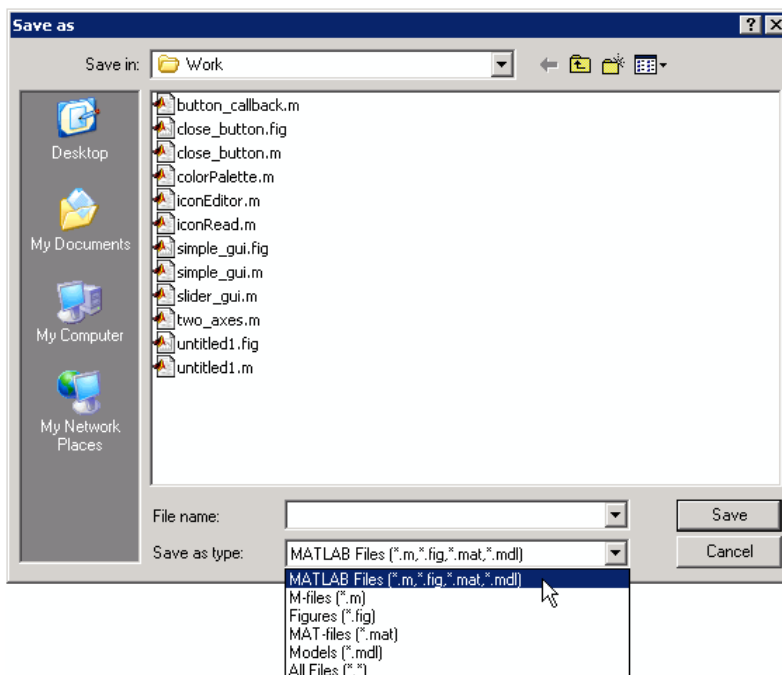 Save as
Save in:
Work
Desktop
My Documents
My Computer
My Network
Places
button_callback.m
close_button.fig
close_button.m
colorPalette.m
iconEditor.m
iconRead.m
simple_gui.fig
simple_gui.m
slider_gui.m
two_axes.m
untitled1.fig
untitled1.m
File name:
Save
Save as type:
MATLAB Files (*.m,*.fig,*.mat,*.mdl)
Cancel
MATLAB Files (*.m,*.fig,*.mat,*.mdl)
M-files (*.m)
Figures (*.fig)
MAT-files (*.mat)
Models (*.mdl)
All Files (*.*)